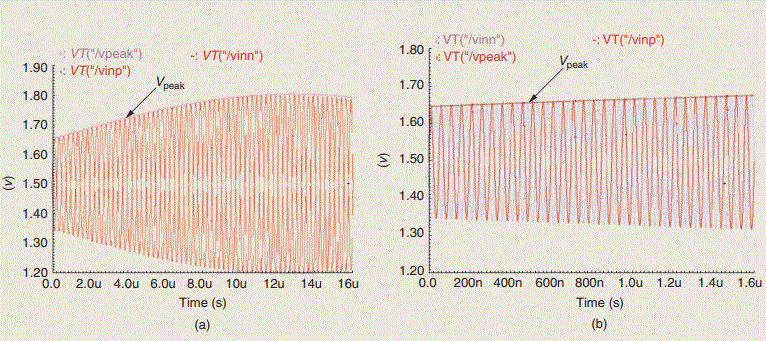 -: VT("/vpeak")
-: VT("/vinn")
-: VT("/vinp")
Vpeak
1.90
1.80
1.70
1.60
1.50
1.40
1.30
1.20
(v)
0.0 2.0u 4.0u 6.0u 8.0u 10u 12u 14u 16u
Time (s)
(a)
-: VT("/vinn")
-: VT("/vinp")
-: VT("/vpeak")
Vpeak
1.80
1.70
1.60
1.50
1.40
1.30
1.20
(v)
0.0 200n 400n 600n 800n 1.0u 1.2u 1.4u 1.6u
Time (s)
(b)